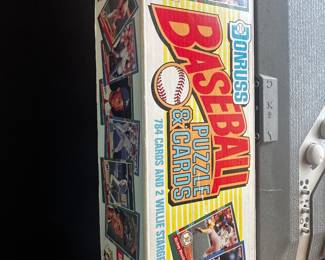 DONRUSS
BASEBALL
PUZZLE
& CARDS
784 CARDS AND 2 WILLIE STARGE